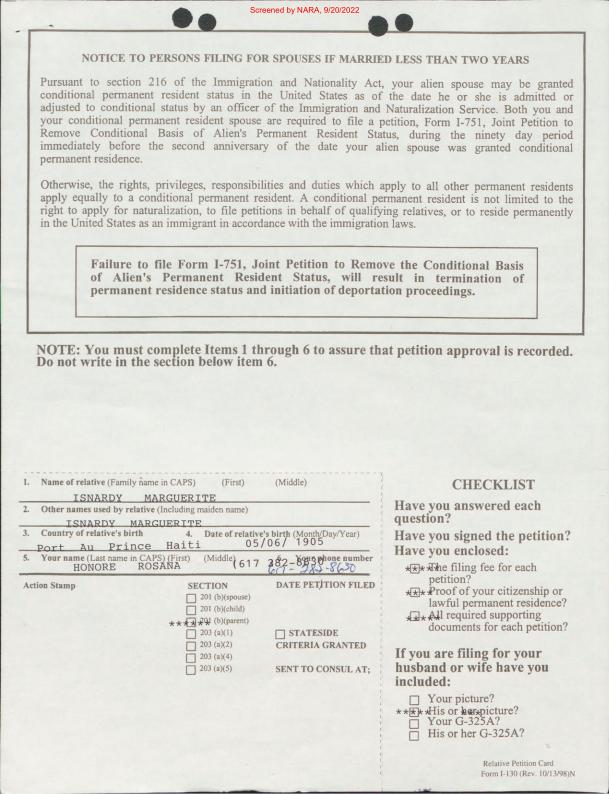 Screened by NARA, 9/20/2022
NOTICE TO PERSONS FILING FOR SPOUSES IF MARRIED LESS THAN TWO YEARS
Pursuant to section 216 of the Immigration and Nationality Act, your alien spouse may be granted
conditional permanent resident status in the United States as of the date he or she is admitted or
adjusted to conditional status by an officer of the Immigration and Naturalization Service. Both you and
your conditional permanent resident spouse are required to file a petition, Form I-751, Joint Petition to
Remove Conditional Basis of Alien's Permanent Resident Status, during the ninety day period
immediately before the second anniversary of the date your alien spouse was granted conditional
permanent residence.
Otherwise, the rights, privileges, responsibilities and duties which apply to all other permanent residents
apply equally to a conditional permanent resident. A conditional permanent resident is not limited to the
right to apply for naturalization, to file petitions in behalf of qualifying relatives, or to reside permanently
in the United States as an immigrant in accordance with the immigration laws.
Failure to file Form I-751, Joint Petition to Remove the Conditional Basis
of Alien's Permanent Resident Status, will result in termination of
permanent residence status and initiation of deportation proceedings.
NOTE: You must complete Items 1 through 6 to assure that petition approval is recorded.
Do not write in the section below item 6.
1. Name of relative (Family name in CAPS) (First) (Middle)
ISNARDY MARGUERITE
2. Other names used by relative (Including maiden name)
ISNARDY MARGUERITE
3. Country of relative's birth 4. Date of relative's birth (Month/Day/Year)
Port Au Prince Haiti 05/06/ 1905
5. Your name (Last name in CAPS) (First) (Middle) 6. Your phone number
HONORE ROSANA (617 382-8630 617-382-8630
Action Stamp SECTION DATE PETITION FILED
201 (b)(spouse)
201 (b)(child)
****** 201 (b)(parent)
203 (a)(1) STATESIDE
203 (a)(2) CRITERIA GRANTED
203 (a)(4)
203 (a)(5) SENT TO CONSUL AT;
CHECKLIST
Have you answered each
question?
Have you signed the petition?
Have you enclosed:
The filing fee for each
petition?
Proof of your citizenship or
lawful permanent residence?
All required supporting
documents for each petition?
If you are filing for your
husband or wife have you
included:
Your picture?
His or her picture?
Your G-325A?
His or her G-325A?
Relative Petition Card
Form I-130 (Rev. 10/13/98)N